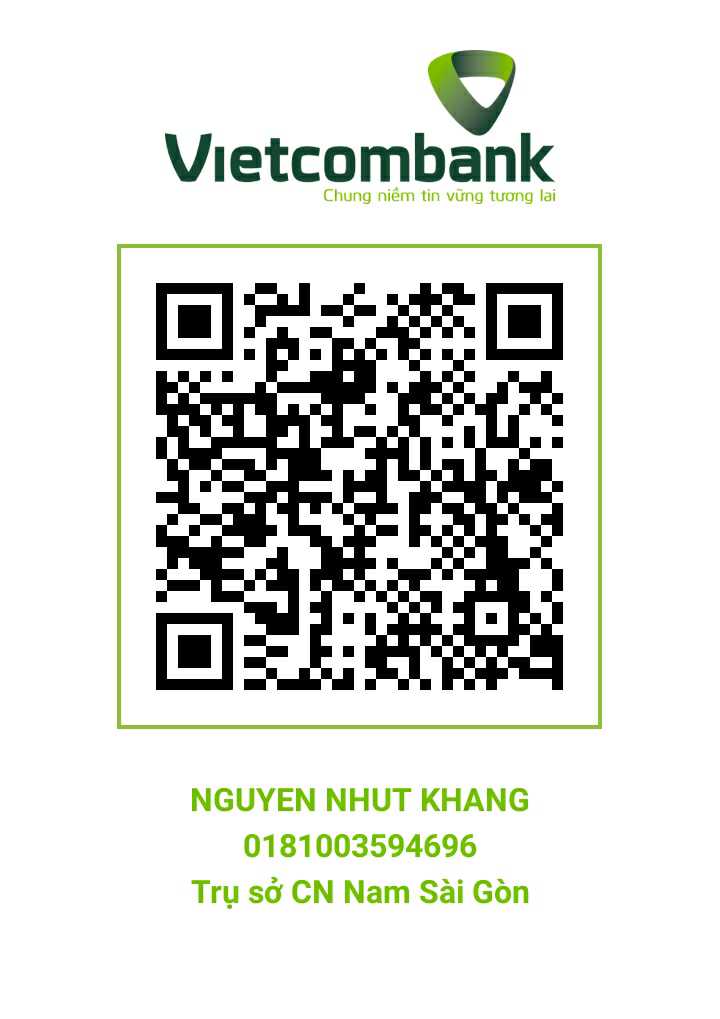 Vietcombank
Chung niềm tin vững tương lai
NGUYEN NHUT KHANG
0181003594696
Trụ sở CN Nam Sài Gòn